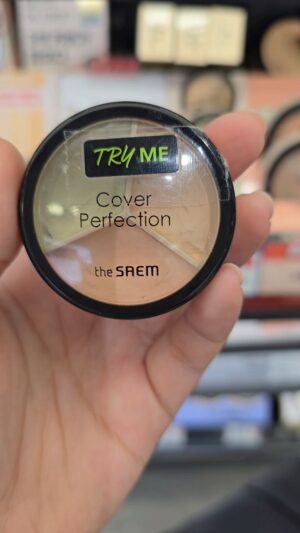 TRY ME
Cover
Perfection
the SAEM